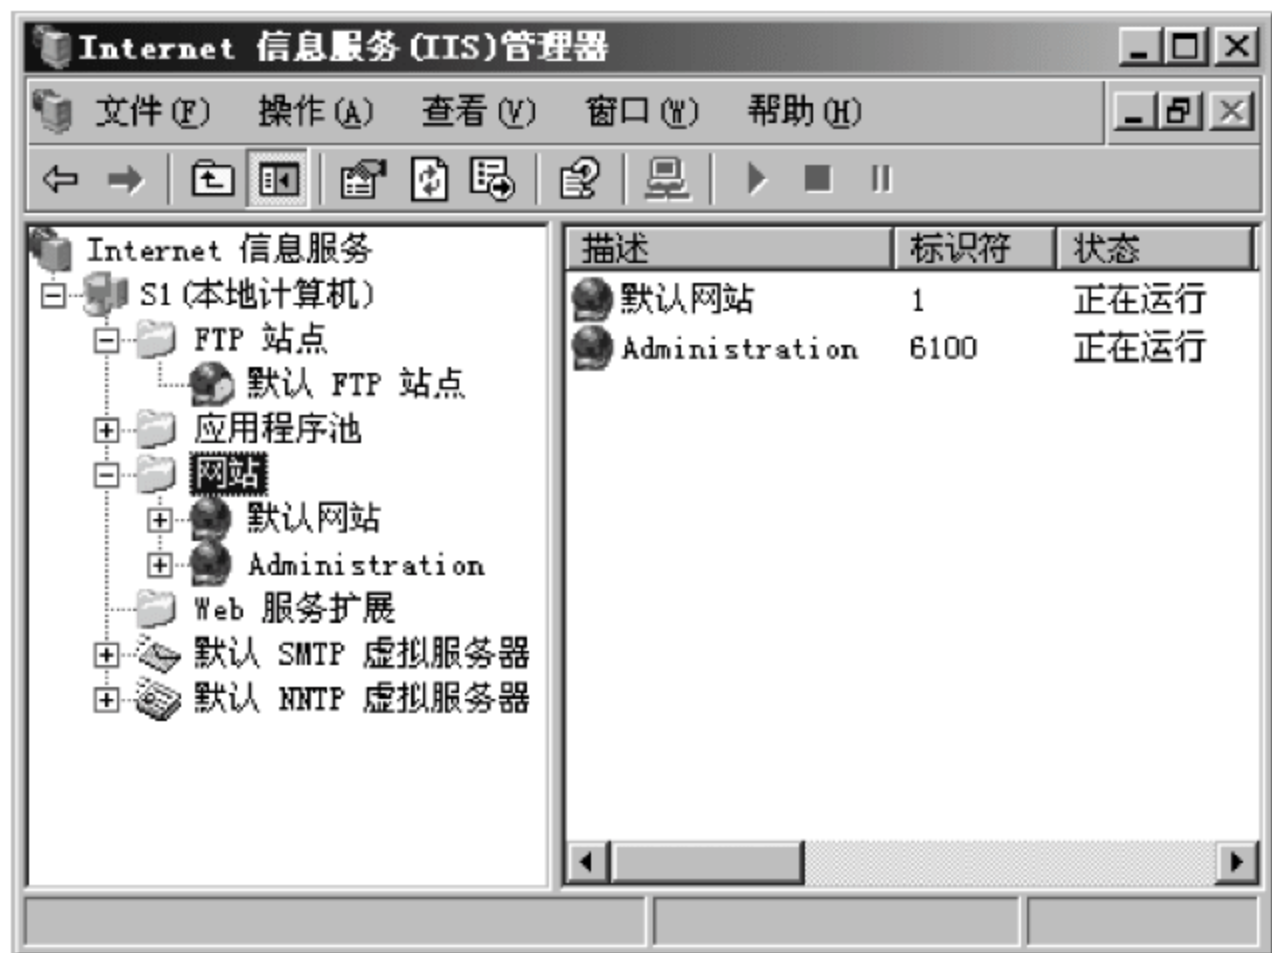 Internet 信息服务(IIS)管理器
文件(F) 操作(A) 查看(V) 窗口(W) 帮助(H)
Internet 信息服务
S1(本地计算机)
FTP 站点
默认 FTP 站点
应用程序池
网站
默认网站
Administration
Web 服务扩展
默认 SMTP 虚拟服务器
默认 NNTP 虚拟服务器
描述 标识符 状态
默认网站 1 正在运行
Administration 6100 正在运行